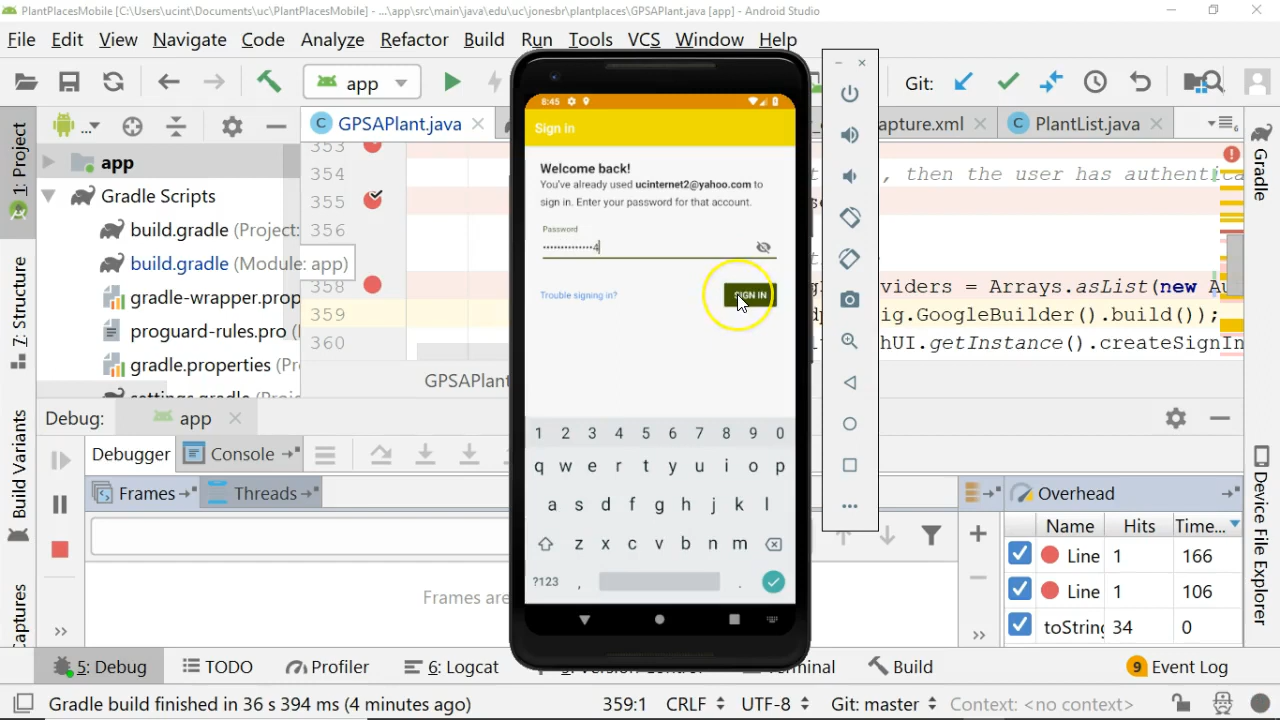 PlantPlacesMobile [C:\Users\ucint\Documents\uc\PlantPlacesMobile] - ...\app\src\main\java\edu\uc\jonesbr\plantplaces\GPSAPlant.java [app] - Android Studio
File Edit View Navigate Code Analyze Refactor Build Run Tools VCS Window Help
app
Git:
1: Project
7: Structure
Build Variants
Captures
app
Gradle Scripts
build.gradle (Project:
build.gradle (Module: app)
gradle-wrapper.prop
proguard-rules.pro
gradle.properties
settings.gradle
GPSAPlant.java
apture.xml
PlantList.java
353
354
, then the user has authentica
355
356
358
viders = Arrays.asList(new Au
359
ig.GoogleBuilder().build());
360
hUI.getInstance().createSignIn
GPSAPlant
8:45
Sign in
Welcome back!
You've already used ucinternet2@yahoo.com to
sign in. Enter your password for that account.
Password
••••••••••••••4
Trouble signing in?
SIGN IN
1 2 3 4 5 6 7 8 9 0
q w e r t y u i o p
a s d f g h j k l
z x c v b n m
?123 , .
Gradle
Device File Explorer
Debug: app
Debugger Console
Frames Threads
Frames are
Overhead
Name Hits Time...
Line 1 166
Line 1 106
toString 34 0
5: Debug TODO Profiler 6: Logcat Terminal Build 9 Event Log
Gradle build finished in 36 s 394 ms (4 minutes ago) 359:1 CRLF UTF-8 Git: master Context: <no context>